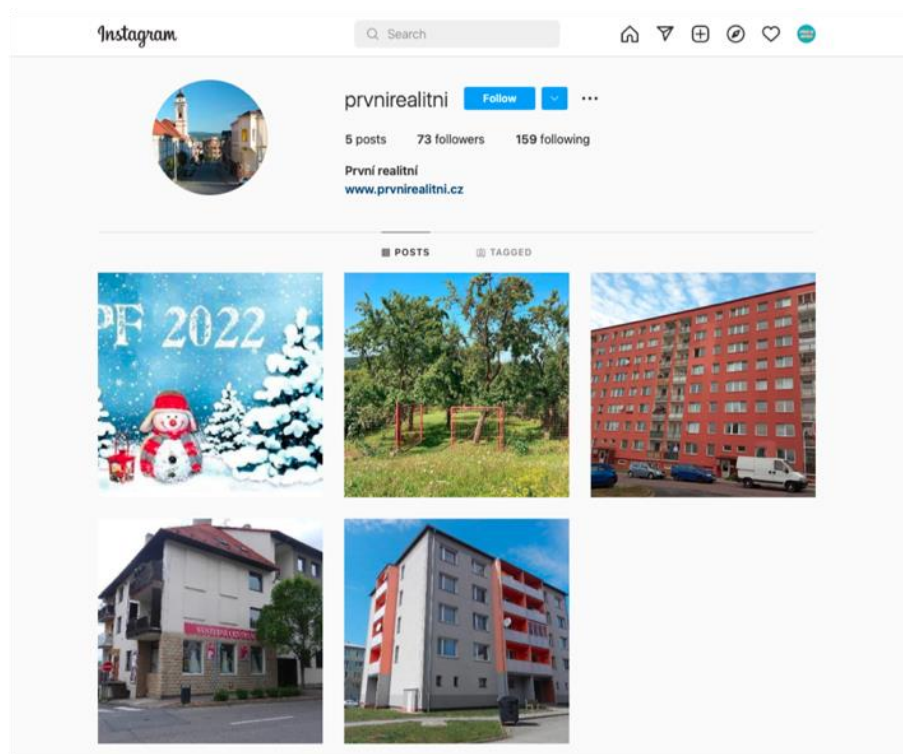 Instagram
Search
prvnirealitni Follow
5 posts 73 followers 159 following
První realitní
www.prvnirealitni.cz
POSTS TAGGED
PF 2022